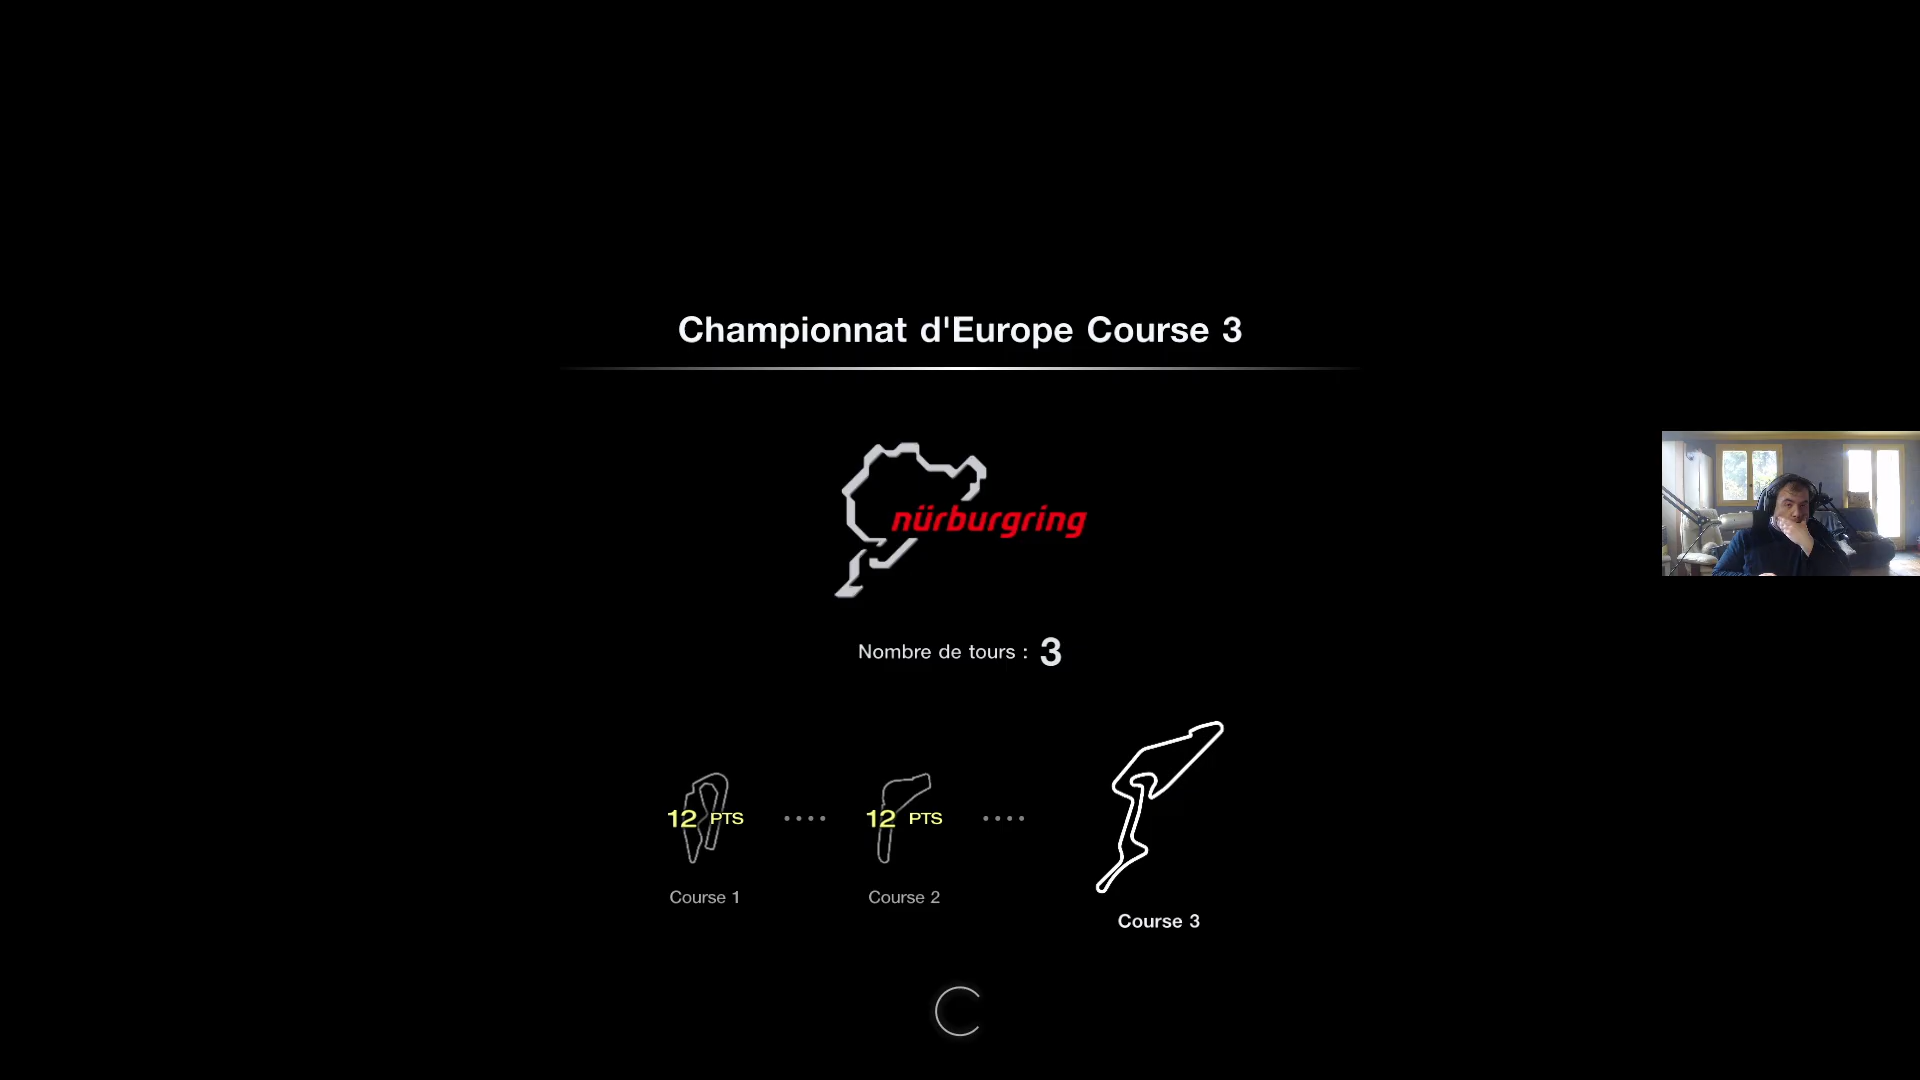 Championnat d'Europe Course 3
nürburgring
Nombre de tours : 3
12 PTS
12 PTS
Course 1
Course 2
Course 3